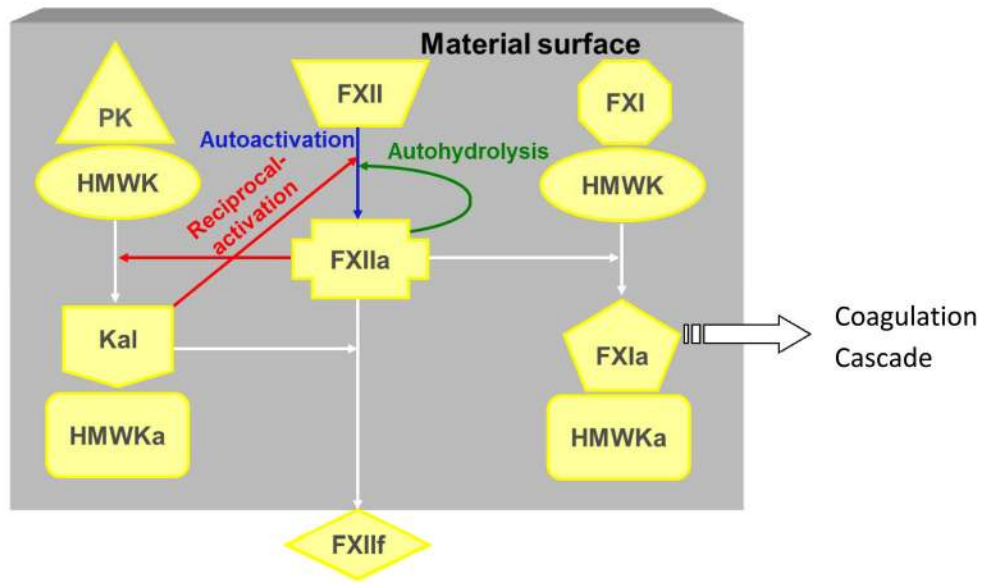 Material surface
PK
FXII
FXI
Autoactivation
Autohydrolysis
HMWK
HMWK
Reciprocal-
activation
FXIIa
Kal
FXIa
Coagulation
Cascade
HMWKa
HMWKa
FXIIf